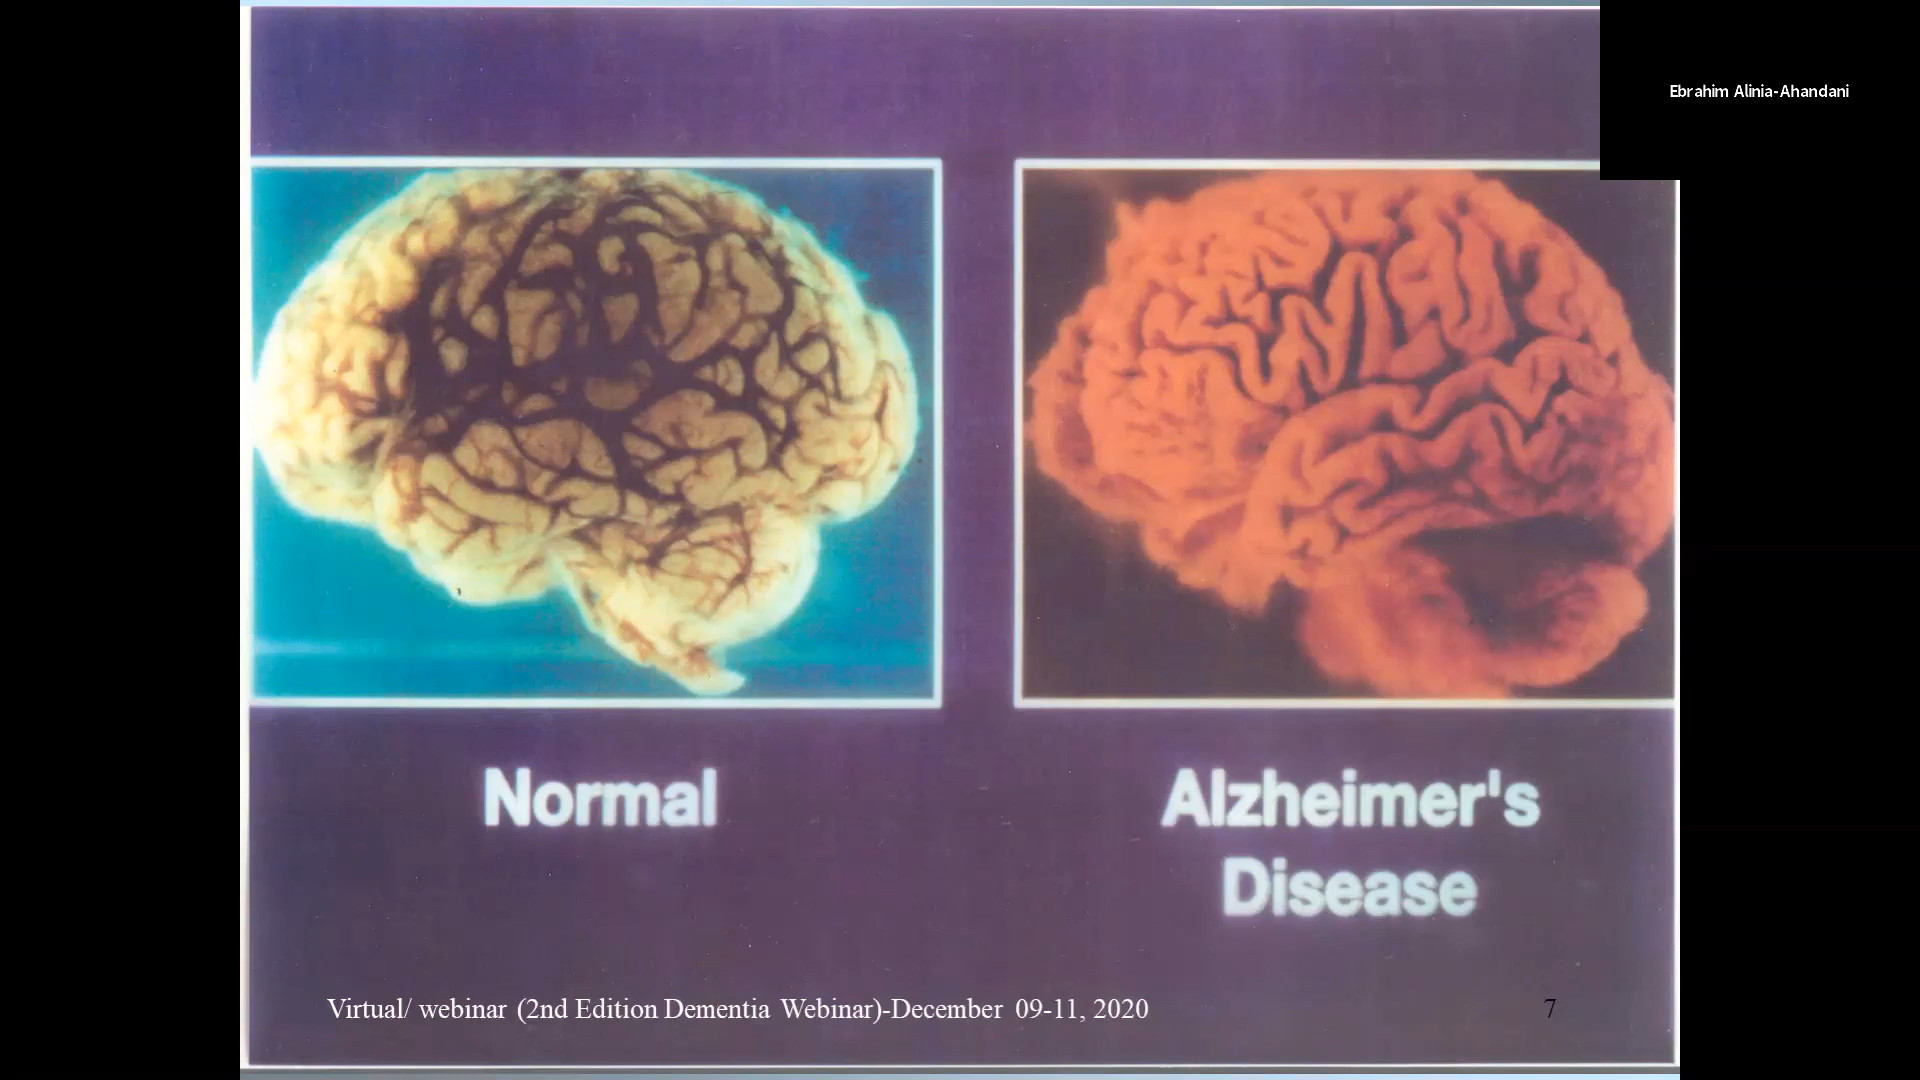 Ebrahim Alinia-Ahandani
Normal
Alzheimer's
Disease
Virtual/ webinar (2nd Edition Dementia Webinar)-December 09-11, 2020
7